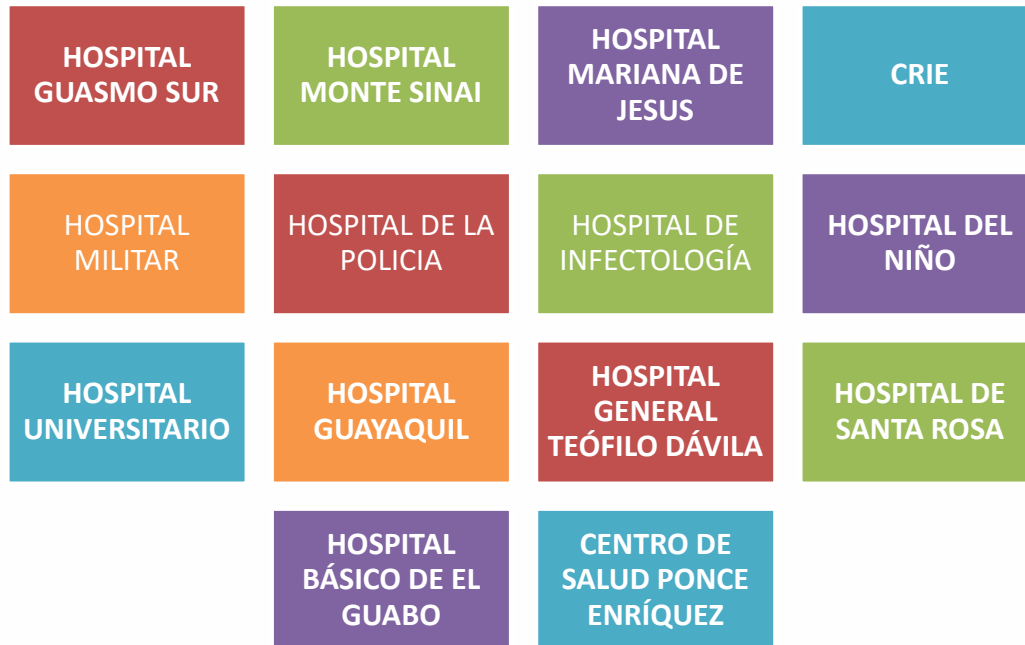 HOSPITAL
GUASMO SUR
HOSPITAL
MONTE SINAI
HOSPITAL
MARIANA DE
JESUS
CRIE
HOSPITAL
MILITAR
HOSPITAL DE LA
POLICIA
HOSPITAL DE
INFECTOLOGÍA
HOSPITAL DEL
NIÑO
HOSPITAL
UNIVERSITARIO
HOSPITAL
GUAYAQUIL
HOSPITAL
GENERAL
TEÓFILO DÁVILA
HOSPITAL DE
SANTA ROSA
HOSPITAL
BÁSICO DE EL
GUABO
CENTRO DE
SALUD PONCE
ENRÍQUEZ